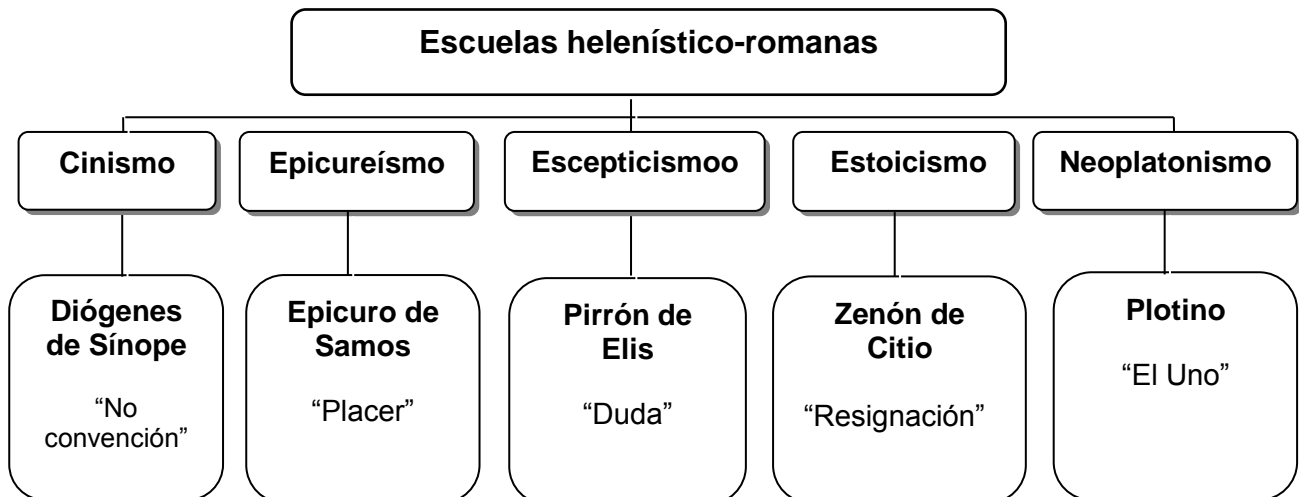 Escuelas helenístico-romanas
Cinismo
Epicureísmo
Escepticismoo
Estoicismo
Neoplatonismo
Diógenes
de Sínope
“No
convención”
Epicuro de
Samos
“Placer”
Pirrón de
Elis
“Duda”
Zenón de
Citio
“Resignación”
Plotino
“El Uno”